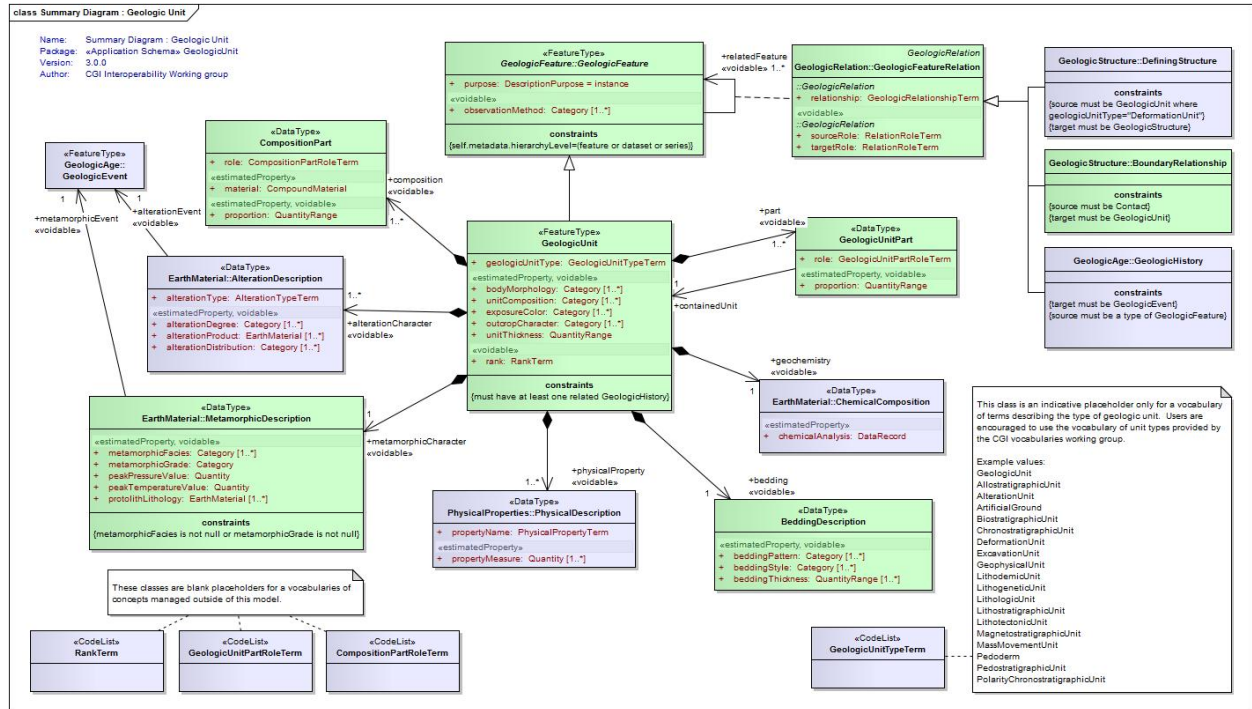 class Summary Diagram : Geologic Unit
Name: Summary Diagram : Geologic Unit
Package: «Application Schema» GeologicUnit
Version: 3.0.0
Author: CGI Interoperability Working group
«FeatureType»
GeologicFeature::GeologicFeature
+ purpose: DescriptionPurpose = instance
«voidable»
+ observationMethod: Category [1..*]
constraints
{self.metadata.hierarchyLevel=(feature or dataset or series)}
+relatedFeature
«voidable» 1..*
GeologicRelation
GeologicRelation::GeologicFeatureRelation
::GeologicRelation
+ relationship: GeologicRelationshipTerm
«voidable»
::GeologicRelation
+ sourceRole: RelationRoleTerm
+ targetRole: RelationRoleTerm
GeologicStructure::DefiningStructure
constraints
{source must be GeologicUnit where
geologicUnitType="DeformationUnit"}
{target must be GeologicStructure}
GeologicStructure::BoundaryRelationship
constraints
{source must be Contact}
{target must be GeologicUnit}
GeologicAge::GeologicHistory
constraints
{target must be GeologicEvent}
{source must be a type of GeologicFeature}
«DataType»
CompositionPart
+ role: CompositionPartRoleTerm
«estimatedProperty»
+ material: CompoundMaterial
«estimatedProperty, voidable»
+ proportion: QuantityRange
+composition
«voidable»
1..*
«FeatureType»
GeologicAge::
GeologicEvent
1
+metamorphicEvent
«voidable»
1
+alterationEvent
«voidable»
«DataType»
EarthMaterial::AlterationDescription
+ alterationType: AlterationTypeTerm
«estimatedProperty, voidable»
+ alterationDegree: Category [1..*]
+ alterationProduct: EarthMaterial [1..*]
+ alterationDistribution: Category [1..*]
1..*
+alterationCharacter
«voidable»
«FeatureType»
GeologicUnit
+ geologicUnitType: GeologicUnitTypeTerm
«estimatedProperty, voidable»
+ bodyMorphology: Category [1..*]
+ unitComposition: Category [1..*]
+ exposureColor: Category [1..*]
+ outcropCharacter: Category [1..*]
+ unitThickness: QuantityRange
«voidable»
+ rank: RankTerm
constraints
{must have at least one related GeologicHistory}
+part
«voidable»
1..*
«DataType»
GeologicUnitPart
+ role: GeologicUnitPartRoleTerm
«estimatedProperty»
+ proportion: QuantityRange
1
+containedUnit
+geochemistry
«voidable»
1
«DataType»
EarthMaterial::ChemicalComposition
«estimatedProperty»
+ chemicalAnalysis: DataRecord
«DataType»
EarthMaterial::MetamorphicDescription
«estimatedProperty, voidable»
+ metamorphicFacies: Category [1..*]
+ metamorphicGrade: Category
+ peakPressureValue: Quantity
+ peakTemperatureValue: Quantity
+ protolithLithology: EarthMaterial [1..*]
constraints
{metamorphicFacies is not null or metamorphicGrade is not null}
1
+metamorphicCharacter
«voidable»
+physicalProperty
1..* «voidable»
«DataType»
PhysicalProperties::PhysicalDescription
+ propertyName: PhysicalPropertyTerm
«estimatedProperty»
+ propertyMeasure: Quantity [1..*]
+bedding
1 «voidable»
«DataType»
BeddingDescription
«estimatedProperty, voidable»
+ beddingPattern: Category [1..*]
+ beddingStyle: Category [1..*]
+ beddingThickness: QuantityRange [1..*]
This class is an indicative placeholder only for a vocabulary
of terms describing the type of geologic unit. Users are
encouraged to use the vocabulary of unit types provided by
the CGI vocabularies working group.
Example values:
GeologicUnit
AllostratigraphicUnit
AlterationUnit
ArtificialGround
BiostratigraphicUnit
ChronostratigraphicUnit
DeformationUnit
ExcavationUnit
GeophysicalUnit
LithodemicUnit
LithogeneticUnit
LithologicUnit
LithostratigraphicUnit
LithotectonicUnit
MagnetostratigraphicUnit
MassMovementUnit
Pedoderm
PedostratigraphicUnit
PolarityChronostratigraphicUnit
These classes are blank placeholders for a vocabularies of
concepts managed outside of this model.
«CodeList»
RankTerm
«CodeList»
GeologicUnitPartRoleTerm
«CodeList»
CompositionPartRoleTerm
«CodeList»
GeologicUnitTypeTerm